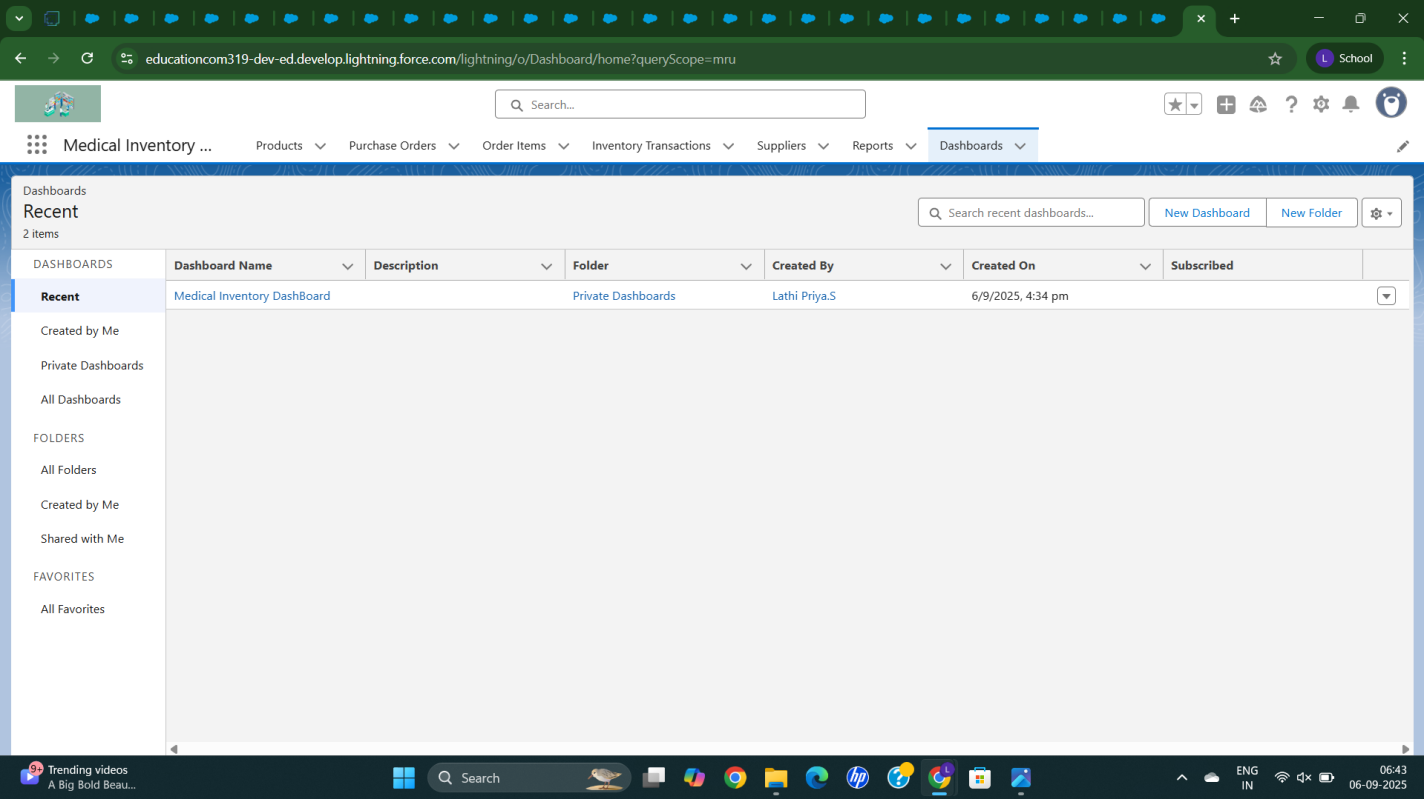 educationcom319-dev-ed.develop.lightning.force.com/lightning/o/Dashboard/home?queryScope=mru
L School
Search...
Medical Inventory ...
Products
Purchase Orders
Order Items
Inventory Transactions
Suppliers
Reports
Dashboards
Dashboards
Recent
2 items
Search recent dashboards...
New Dashboard
New Folder
DASHBOARDS
Recent
Created by Me
Private Dashboards
All Dashboards
FOLDERS
All Folders
Created by Me
Shared with Me
FAVORITES
All Favorites
Dashboard Name Description Folder Created By Created On Subscribed
Medical Inventory DashBoard Private Dashboards Lathi Priya.S 6/9/2025, 4:34 pm
9+
Trending videos
A Big Bold Beau...
Search
hp
L
ENG
IN
06:43
06-09-2025